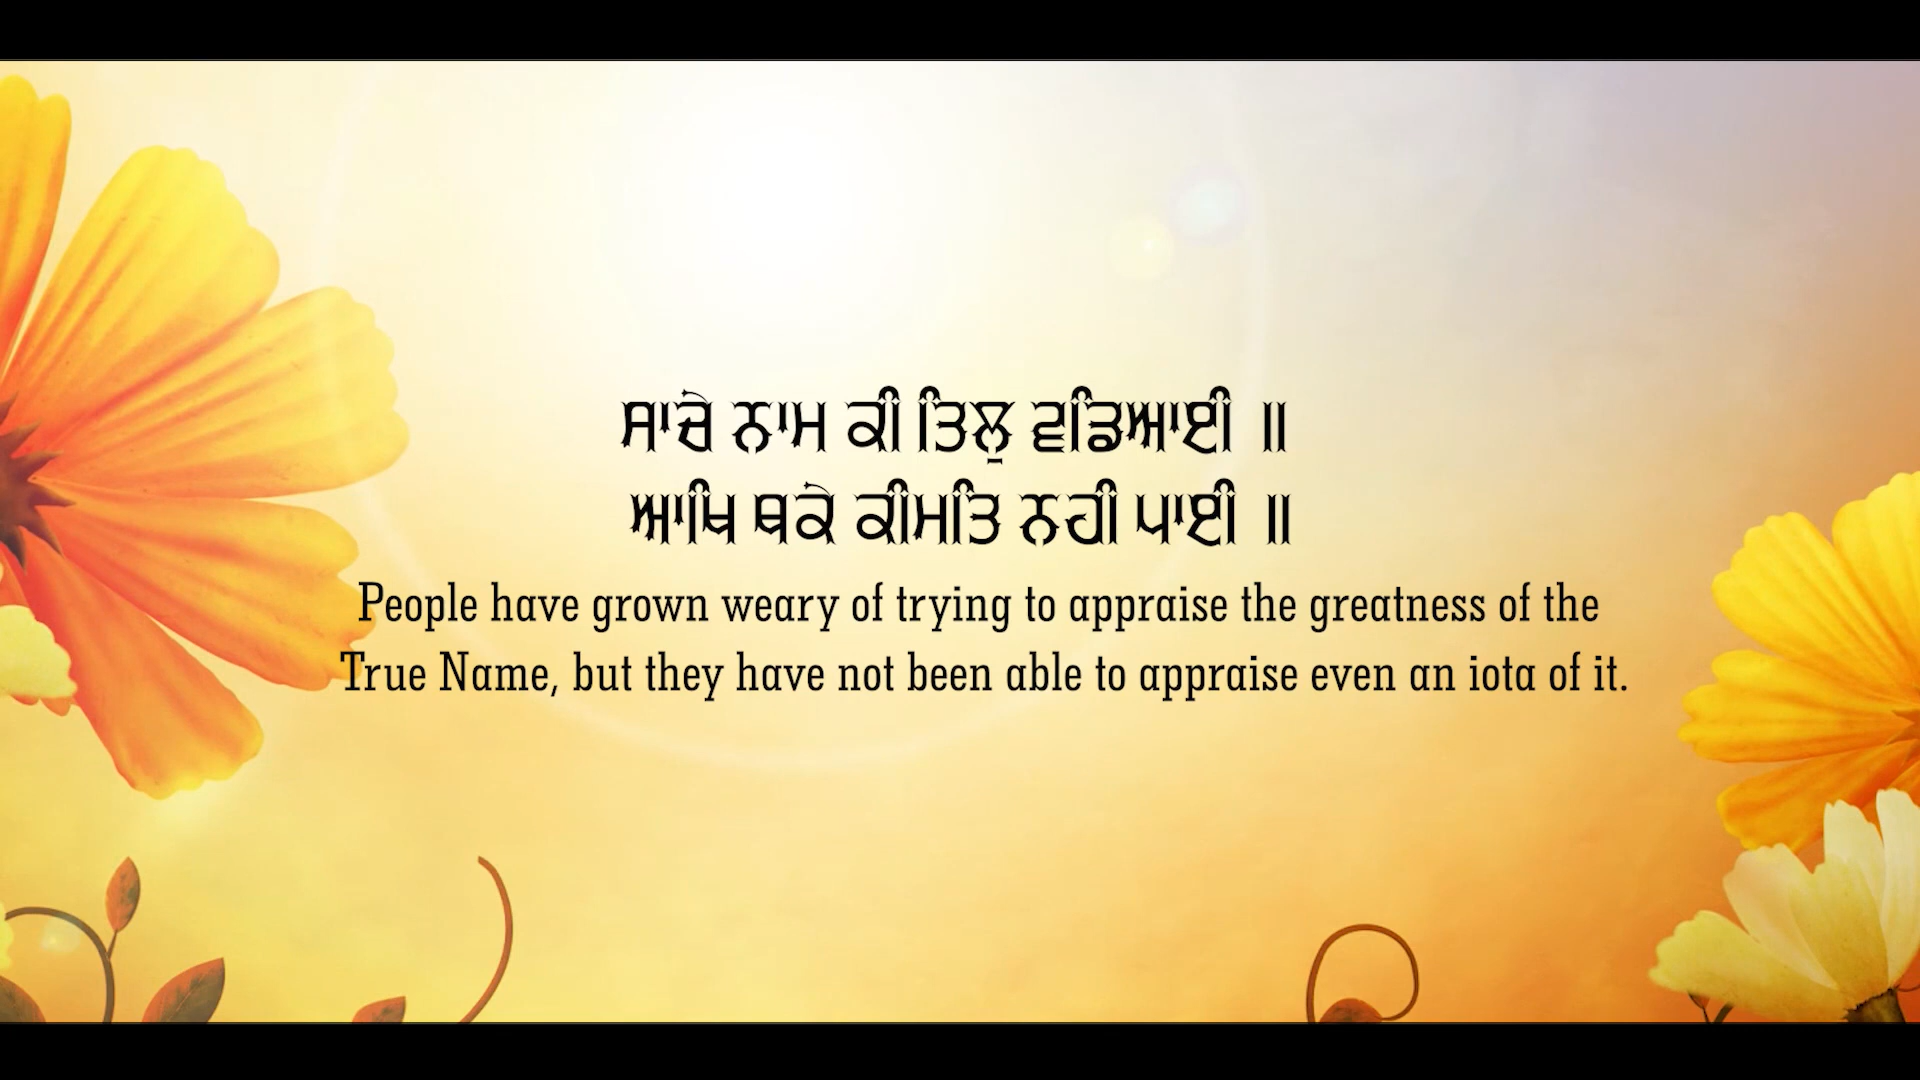 ਸਾਚੇ ਨਾਮ ਕੀ ਤਿਲੁ ਵਡਿਆਈ ॥
ਆਖਿ ਥਕੇ ਕੀਮਤਿ ਨਹੀ ਪਾਈ ॥
People have grown weary of trying to appraise the greatness of the
True Name, but they have not been able to appraise even an iota of it.